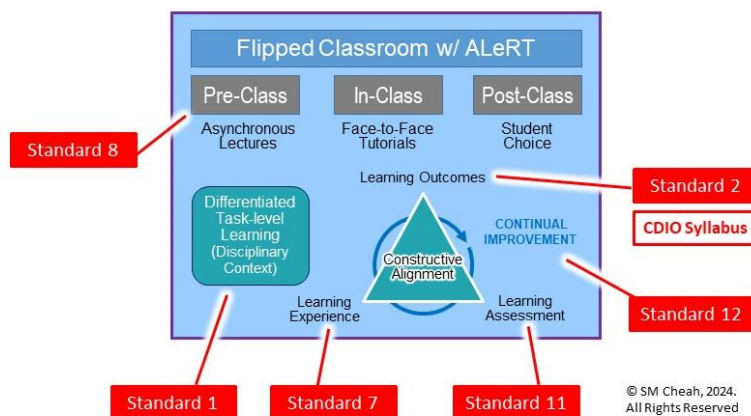 Flipped Classroom w/ ALeRT
Pre-Class
In-Class
Post-Class
Asynchronous
Lectures
Face-to-Face
Tutorials
Student
Choice
Standard 8
Learning Outcomes
Standard 2
CDIO Syllabus
Differentiated
Task-level
Learning
(Disciplinary
Context)
CONTINUAL
IMPROVEMENT
Constructive
Alignment
Learning
Experience
Learning
Assessment
Standard 12
Standard 1
Standard 7
Standard 11
© SM Cheah, 2024.
All Rights Reserved